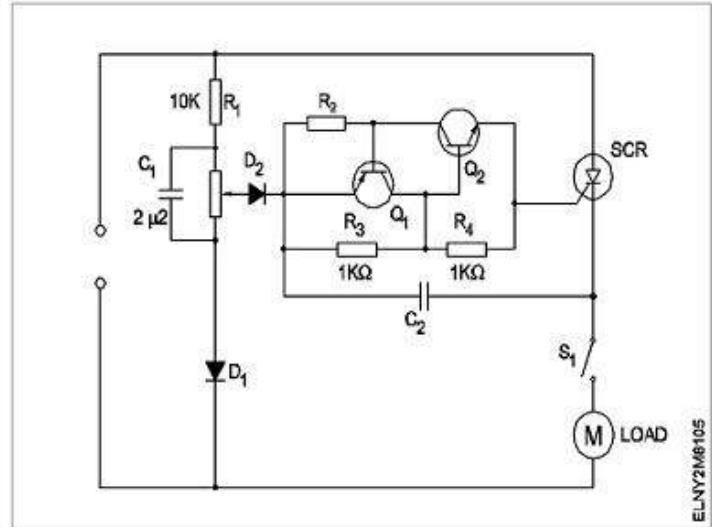 10K R1
R2
C1
D2
Q2
SCR
2 µ2
Q1
R3
R4
1KΩ
1KΩ
C2
S1
D1
M LOAD
ELNY2M8105